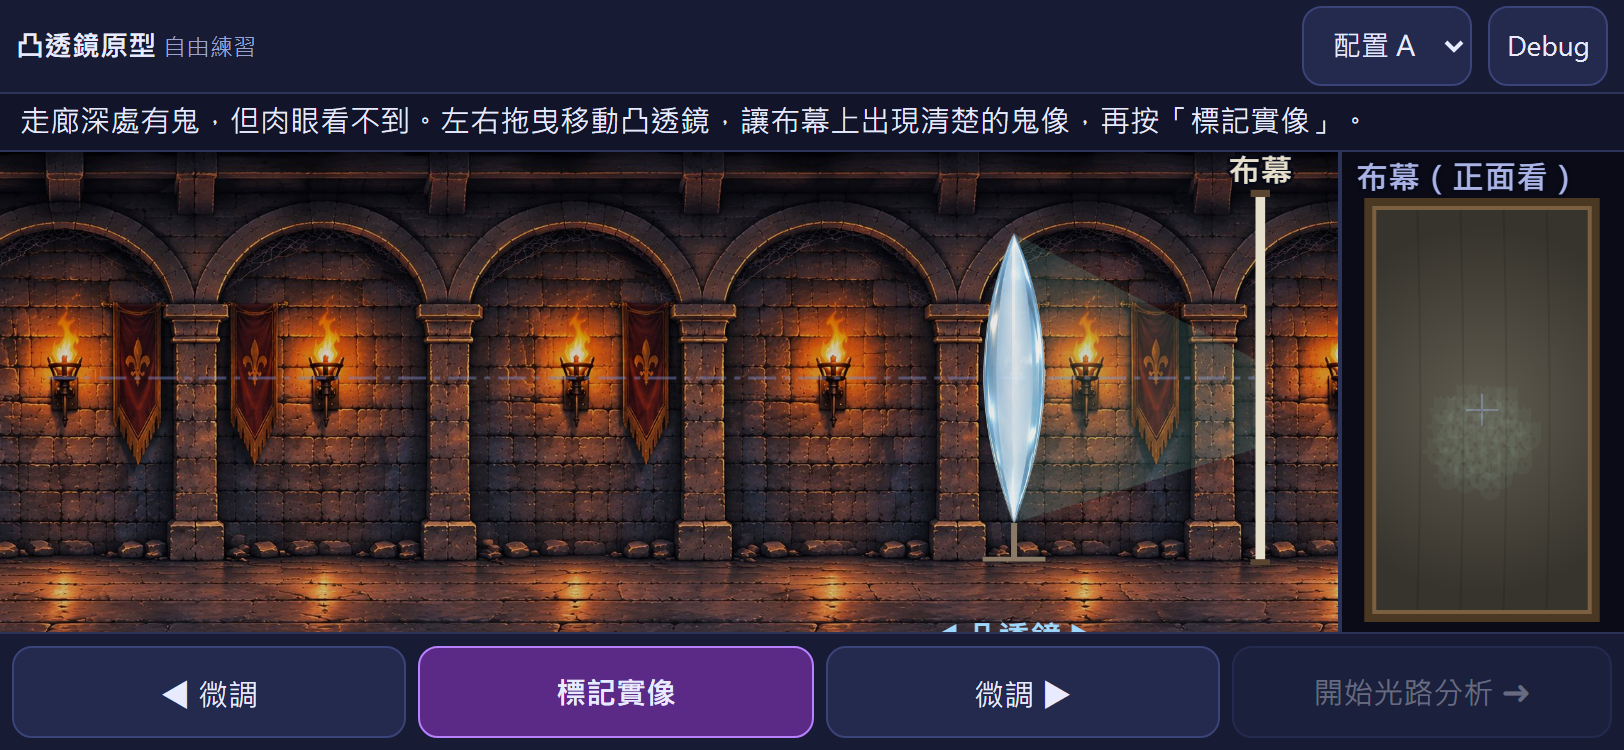 凸透鏡原型 自由練習
配置 A
Debug
走廊深處有鬼，但肉眼看不到。左右拖曳移動凸透鏡，讓布幕上出現清楚的鬼像，再按「標記實像」。
布幕
布幕（正面看）
◀ 凸透鏡 ▶
◀ 微調
標記實像
微調 ▶
開始光路分析 ➜